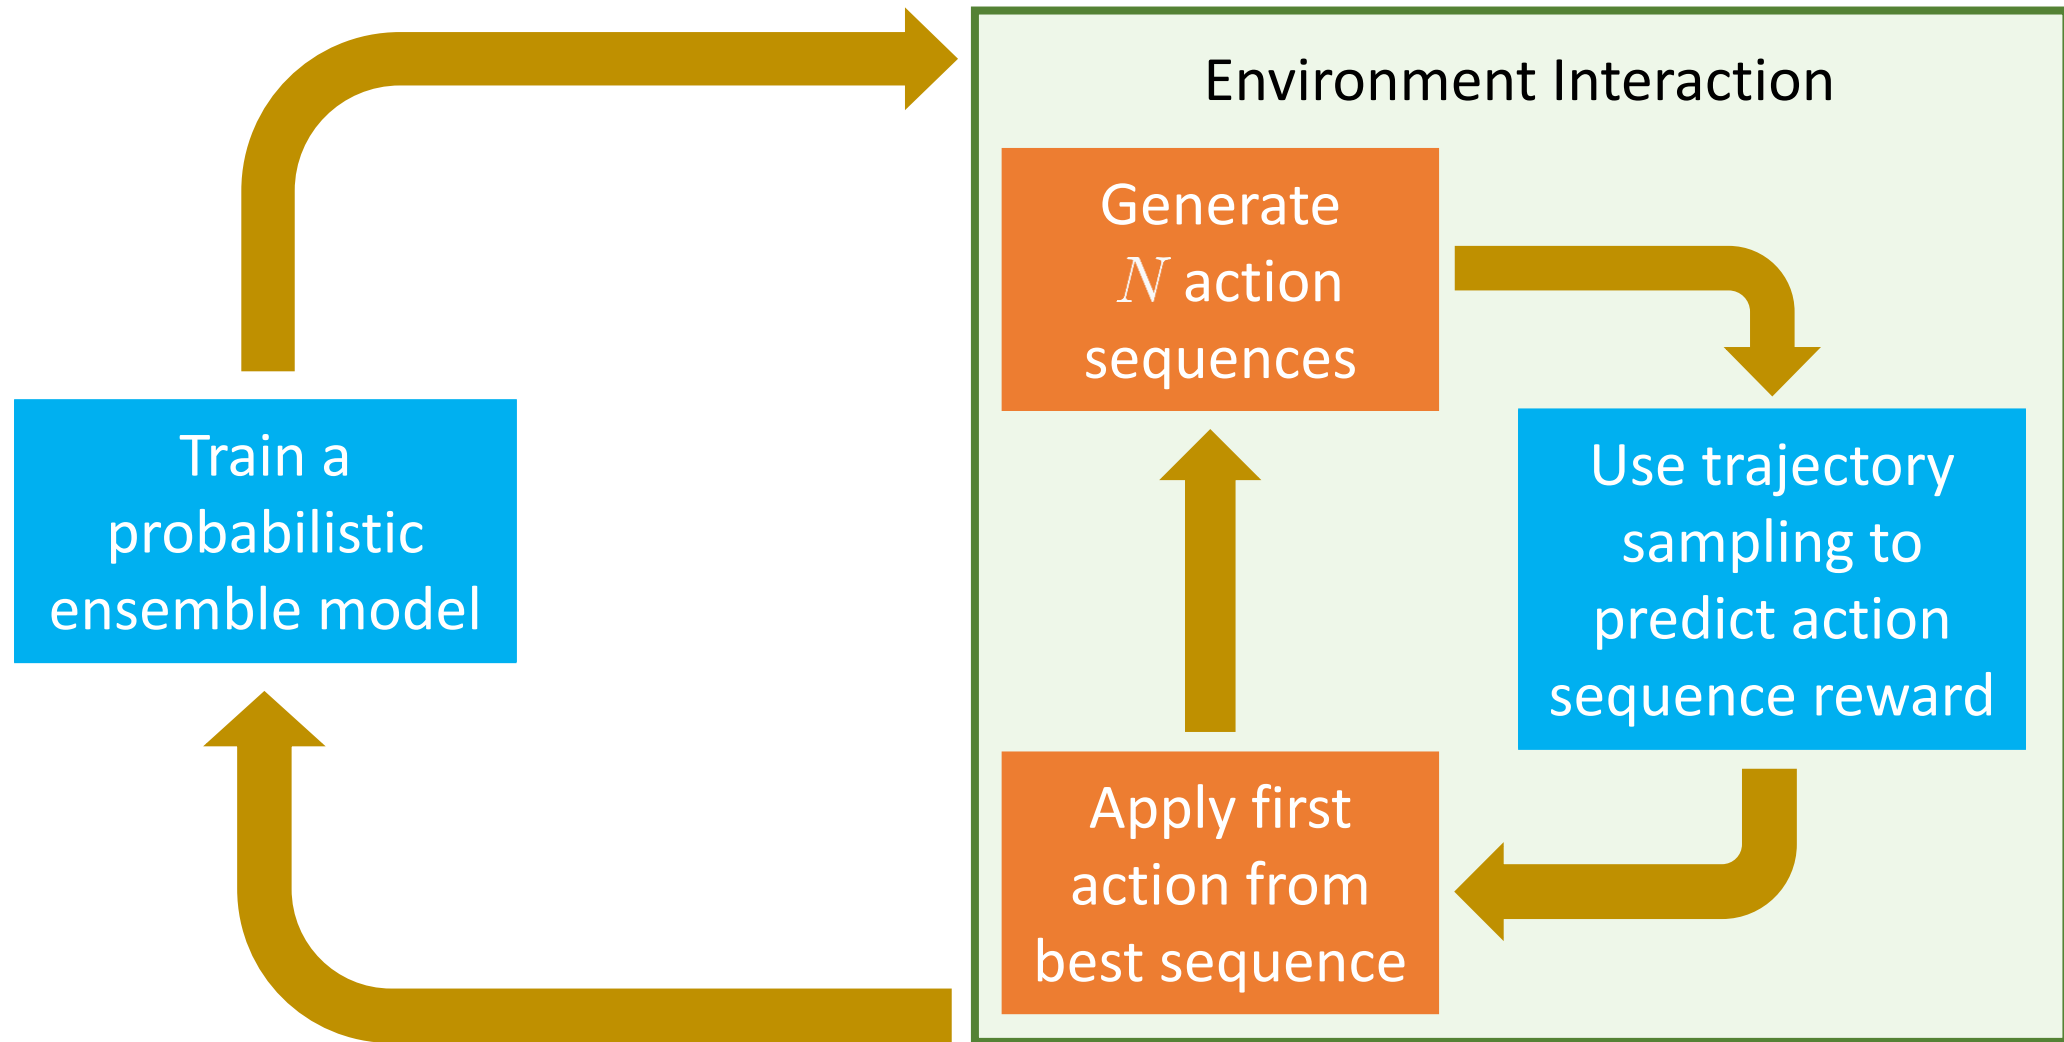 Environment Interaction
Generate
N action
sequences
Train a
probabilistic
ensemble model
Use trajectory
sampling to
predict action
sequence reward
Apply first
action from
best sequence